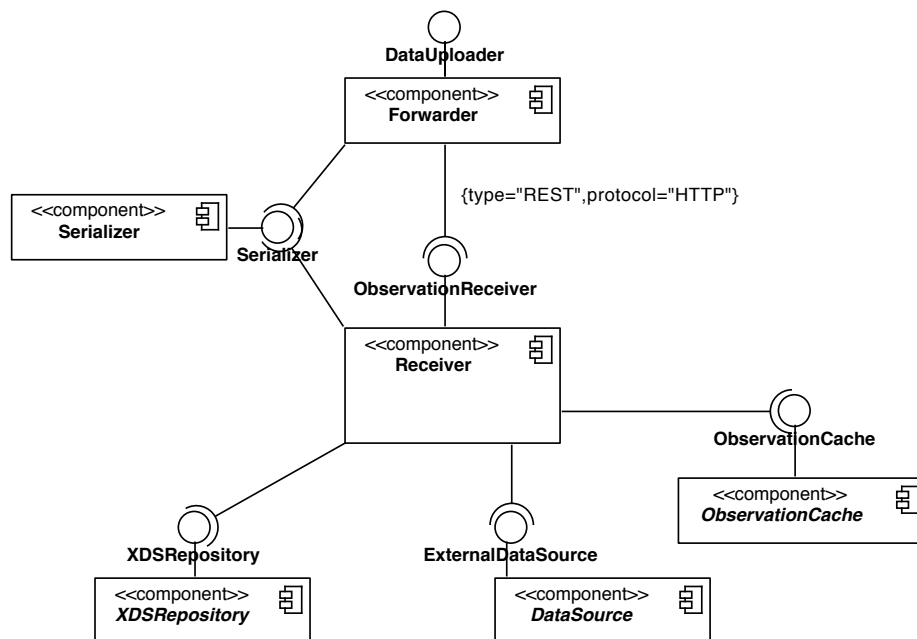 DataUploader
<<component>>
Forwarder
{type="REST",protocol="HTTP"}
<<component>>
Serializer
Serializer
ObservationReceiver
<<component>>
Receiver
ObservationCache
<<component>>
ObservationCache
XDSRepository
ExternalDataSource
<<component>>
XDSRepository
<<component>>
DataSource